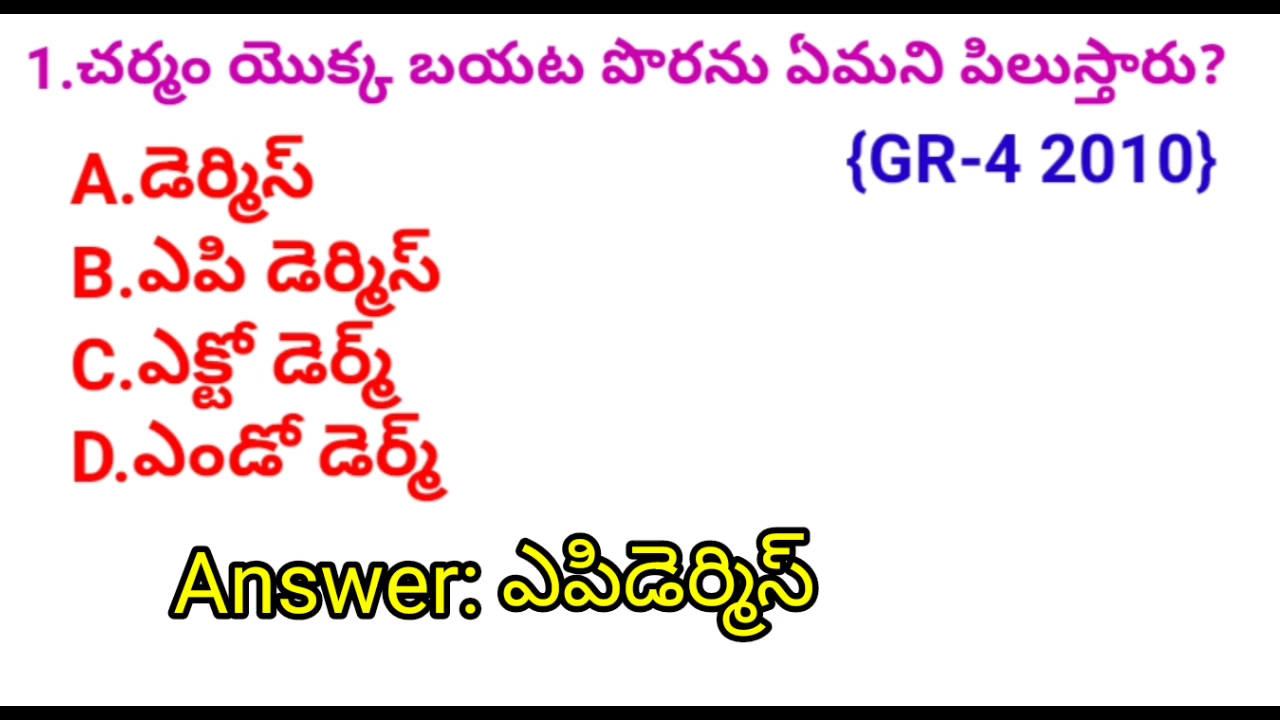 1.చర్మం యొక్క బయట పొరను ఏమని పిలుస్తారు?
{GR-4 2010}
A.డెర్మిస్
B.ఎపి డెర్మిస్
C.ఎక్టో డెర్మ్
D.ఎండో డెర్మ్
Answer: ఎపిడెర్మిస్